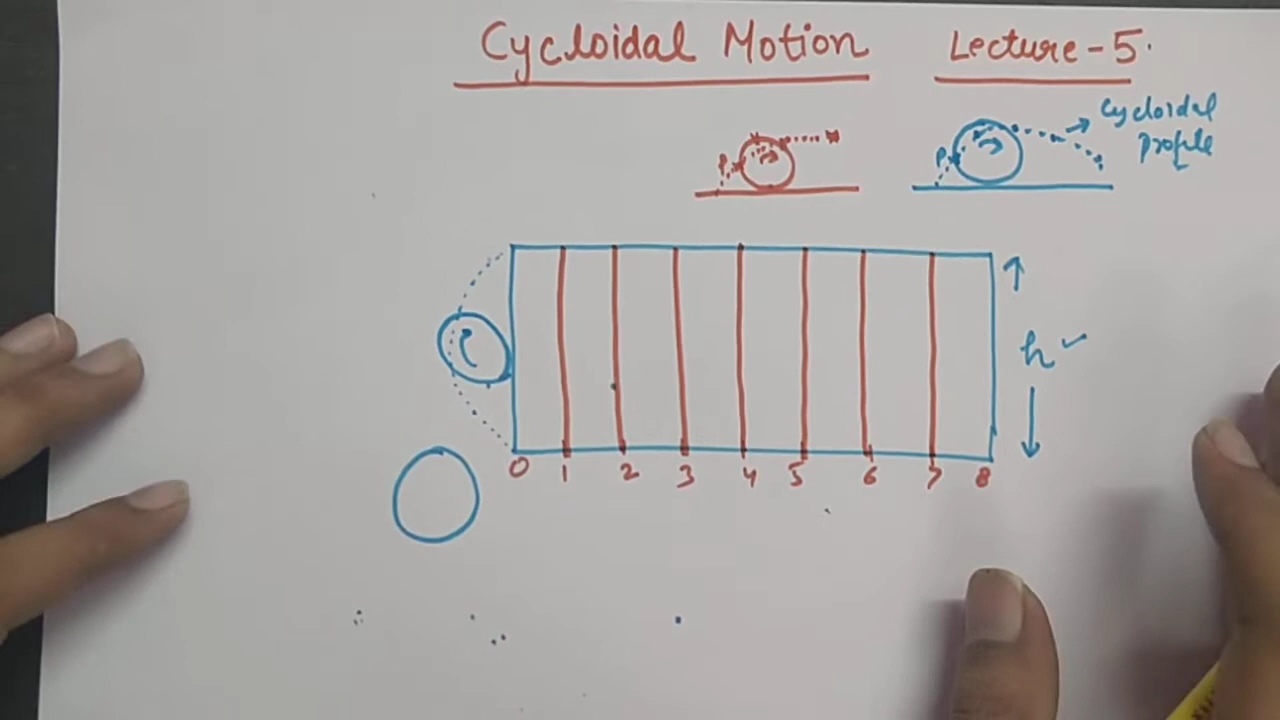 Cycloidal Motion
Lecture-5.
P
P
Cycloidal
profile
h
0 1 2 3 4 5 6 7 8